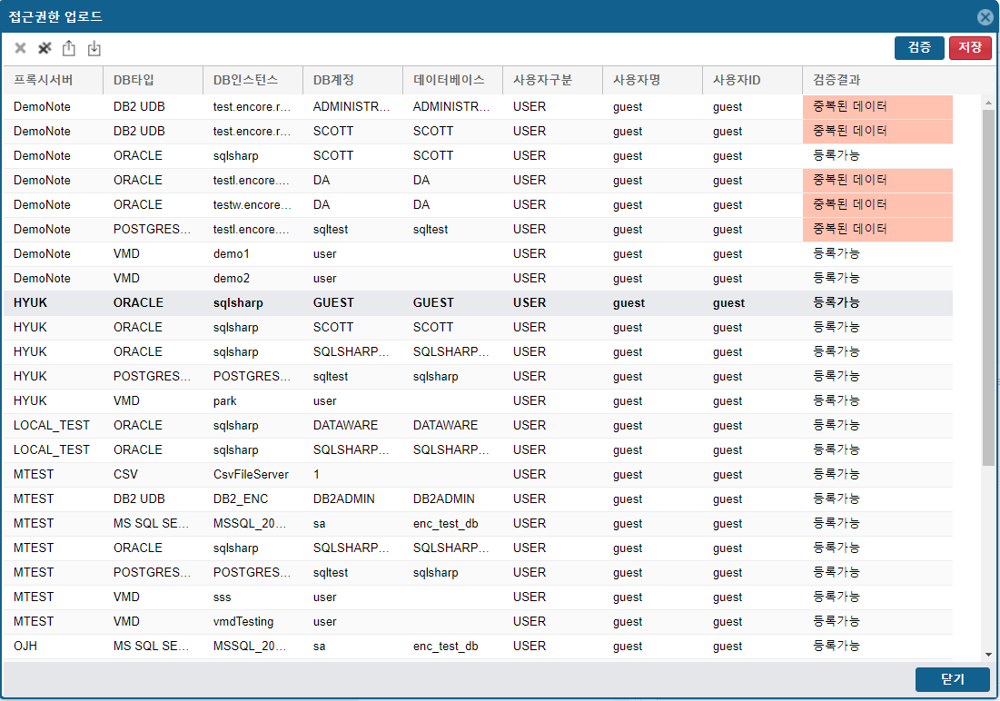 접근권한 업로드
검증 저장
프록시서버 DB타입 DB인스턴스 DB계정 데이터베이스 사용자구분 사용자명 사용자ID 검증결과
DemoNote DB2 UDB test.encore.r... ADMINISTR... ADMINISTR... USER guest guest 중복된 데이터
DemoNote DB2 UDB test.encore.r... SCOTT SCOTT USER guest guest 중복된 데이터
DemoNote ORACLE sqlsharp SCOTT SCOTT USER guest guest 등록가능
DemoNote ORACLE testl.encore.... DA DA USER guest guest 중복된 데이터
DemoNote ORACLE testw.encore... DA DA USER guest guest 중복된 데이터
DemoNote POSTGRES... testl.encore.... sqltest sqltest USER guest guest 중복된 데이터
DemoNote VMD demo1 user USER guest guest 등록가능
DemoNote VMD demo2 user USER guest guest 등록가능
HYUK ORACLE sqlsharp GUEST GUEST USER guest guest 등록가능
HYUK ORACLE sqlsharp SCOTT SCOTT USER guest guest 등록가능
HYUK ORACLE sqlsharp SQLSHARP... SQLSHARP... USER guest guest 등록가능
HYUK POSTGRES... POSTGRES... sqltest sqlsharp USER guest guest 등록가능
HYUK VMD park user USER guest guest 등록가능
LOCAL_TEST ORACLE sqlsharp DATAWARE DATAWARE USER guest guest 등록가능
LOCAL_TEST ORACLE sqlsharp SQLSHARP... SQLSHARP... USER guest guest 등록가능
MTEST CSV CsvFileServer 1 USER guest guest 등록가능
MTEST DB2 UDB DB2_ENC DB2ADMIN DB2ADMIN USER guest guest 등록가능
MTEST MS SQL SE... MSSQL_20... sa enc_test_db USER guest guest 등록가능
MTEST ORACLE sqlsharp SQLSHARP... SQLSHARP... USER guest guest 등록가능
MTEST POSTGRES... POSTGRES... sqltest sqlsharp USER guest guest 등록가능
MTEST VMD sss user USER guest guest 등록가능
MTEST VMD vmdTesting user USER guest guest 등록가능
OJH MS SQL SE... MSSQL_20... sa enc_test_db USER guest guest 등록가능
닫기